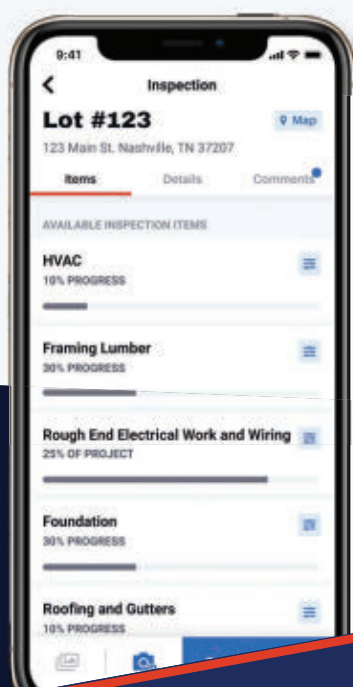 9:41
Inspection
Lot #123
Map
123 Main St. Nashville, TN 37207
Items
Details
Comments
AVAILABLE INSPECTION ITEMS
HVAC
10% PROGRESS
Framing Lumber
30% PROGRESS
Rough End Electrical Work and Wiring
25% OF PROJECT
Foundation
30% PROGRESS
Roofing and Gutters
10% PROGRESS